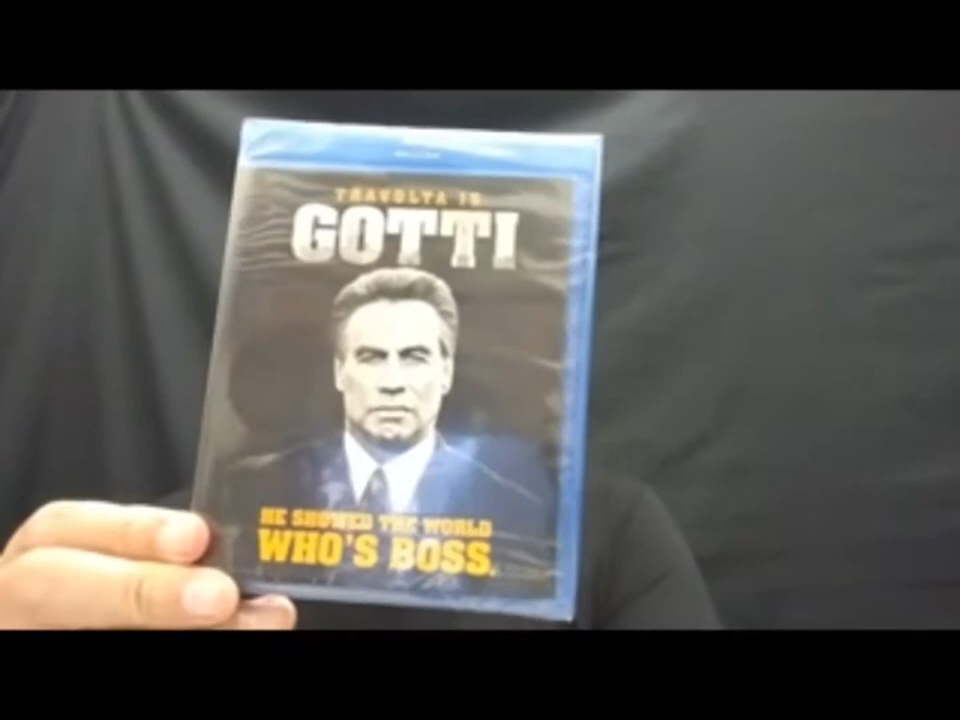 TRAVOLTA IS
GOTTI
HE SHOWED THE WORLD
WHO'S BOSS.